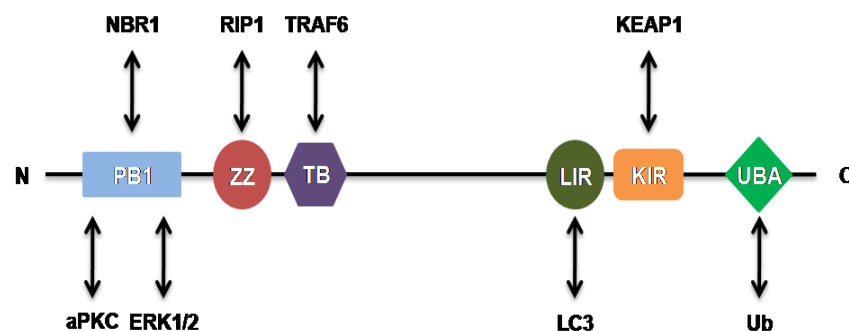 NBR1 RIP1 TRAF6 KEAP1
N PB1 ZZ TB LIR KIR UBA C
aPKC ERK1/2 LC3 Ub